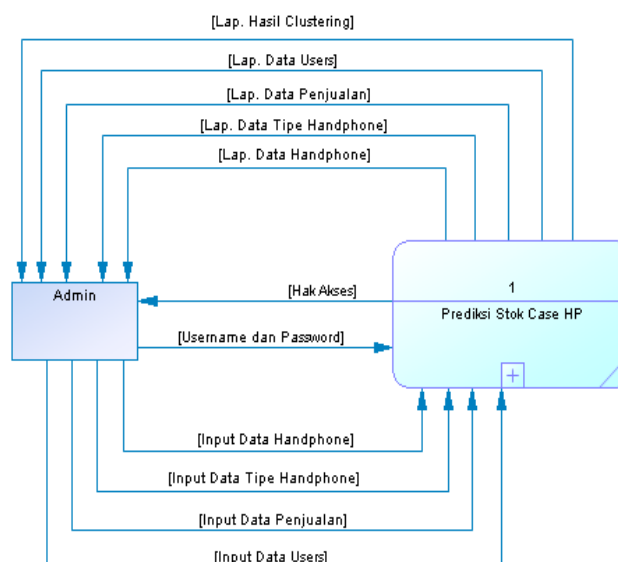 [Lap. Hasil Clustering]
[Lap. Data Users]
[Lap. Data Penjualan]
[Lap. Data Tipe Handphone]
[Lap. Data Handphone]
Admin
[Hak Akses]
1
Prediksi Stok Case HP
[Username dan Password]
[Input Data Handphone]
[Input Data Tipe Handphone]
[Input Data Penjualan]
[Input Data Users]